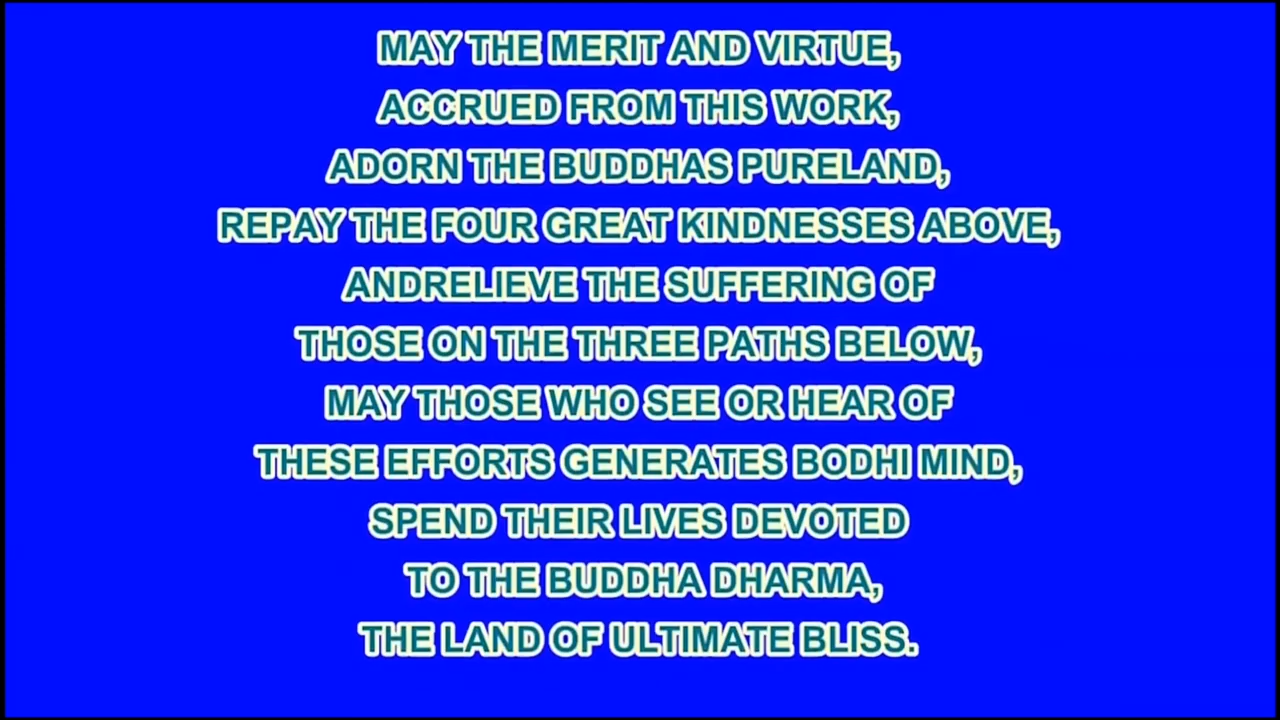 MAY THE MERIT AND VIRTUE,
ACCRUED FROM THIS WORK,
ADORN THE BUDDHAS PURELAND,
REPAY THE FOUR GREAT KINDNESSES ABOVE,
ANDRELIEVE THE SUFFERING OF
THOSE ON THE THREE PATHS BELOW,
MAY THOSE WHO SEE OR HEAR OF
THESE EFFORTS GENERATES BODHI MIND,
SPEND THEIR LIVES DEVOTED
TO THE BUDDHA DHARMA,
THE LAND OF ULTIMATE BLISS.